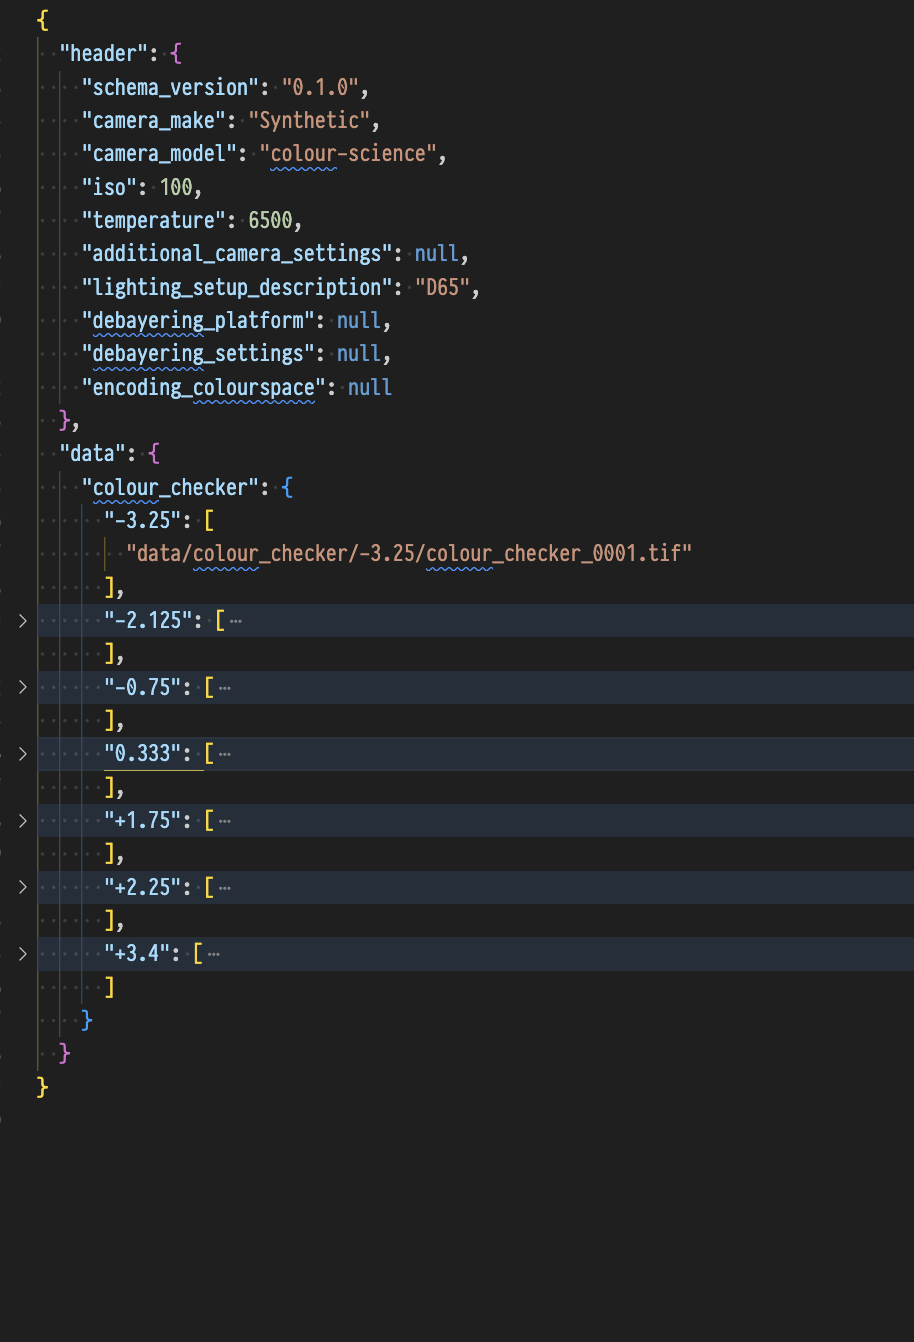 {
"header": {
"schema_version": "0.1.0",
"camera_make": "Synthetic",
"camera_model": "colour-science",
"iso": 100,
"temperature": 6500,
"additional_camera_settings": null,
"lighting_setup_description": "D65",
"debayering_platform": null,
"debayering_settings": null,
"encoding_colourspace": null
},
"data": {
"colour_checker": {
"-3.25": [
"data/colour_checker/-3.25/colour_checker_0001.tif"
],
"-2.125": [ ⋯
],
"-0.75": [ ⋯
],
"0.333": [ ⋯
],
"+1.75": [ ⋯
],
"+2.25": [ ⋯
],
"+3.4": [ ⋯
]
}
}
}